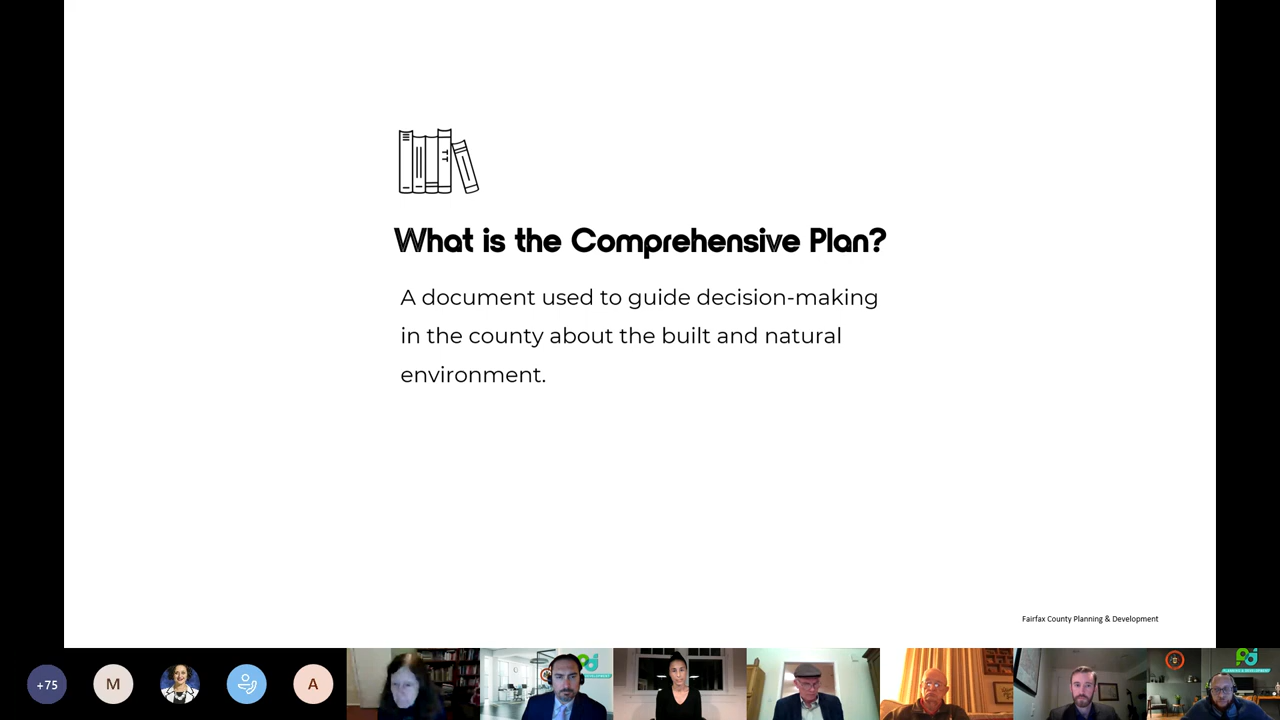 What is the Comprehensive Plan?
A document used to guide decision-making
in the county about the built and natural
environment.
Fairfax County Planning & Development
+75
M
A